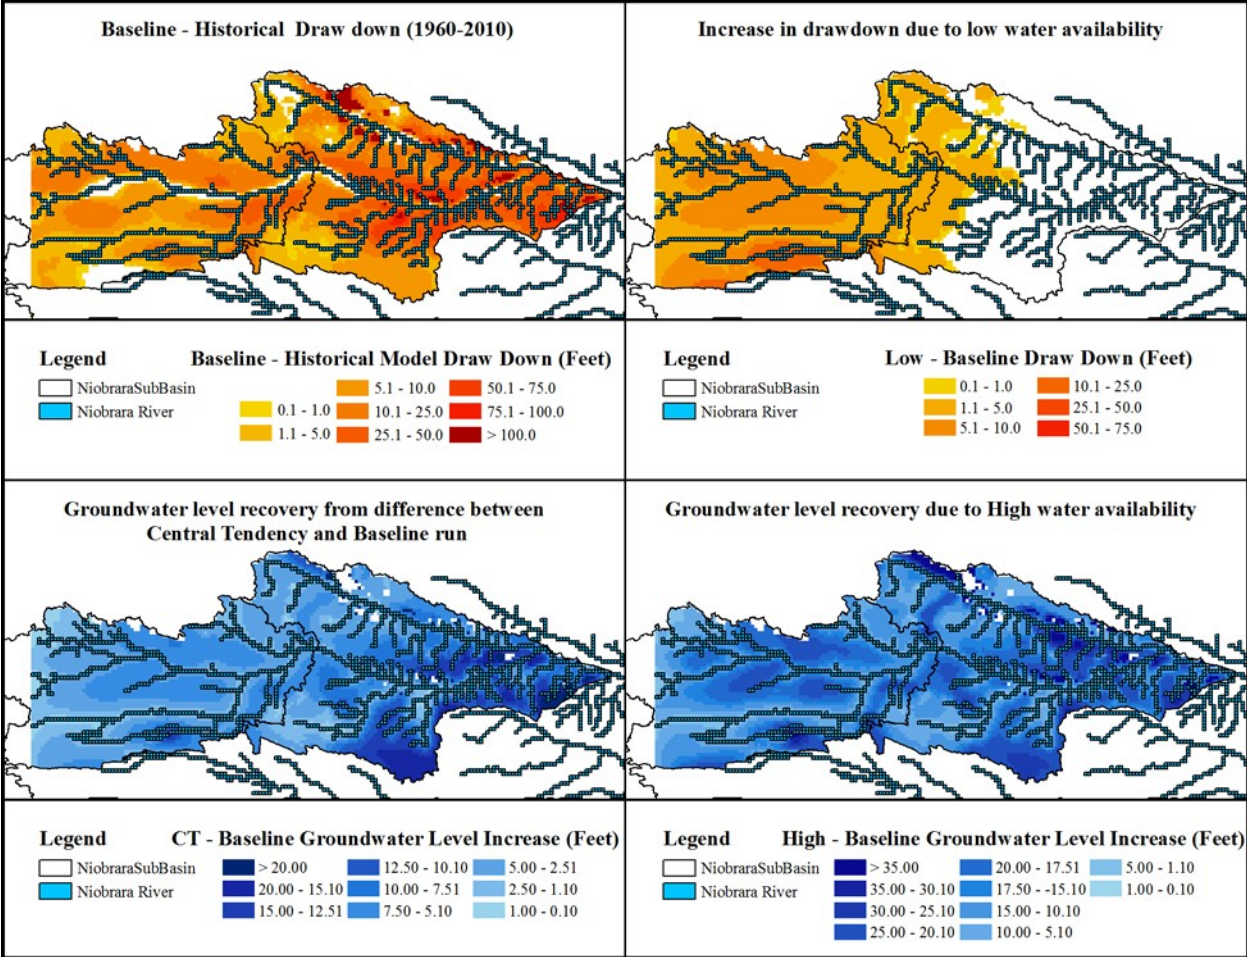 Baseline - Historical Draw down (1960-2010)
Increase in drawdown due to low water availability
Legend
Baseline - Historical Model Draw Down (Feet)
NiobraraSubBasin
Niobrara River
0.1 - 1.0
1.1 - 5.0
5.1 - 10.0
10.1 - 25.0
25.1 - 50.0
50.1 - 75.0
75.1 - 100.0
> 100.0
Legend
Low - Baseline Draw Down (Feet)
NiobraraSubBasin
Niobrara River
0.1 - 1.0
1.1 - 5.0
5.1 - 10.0
10.1 - 25.0
25.1 - 50.0
50.1 - 75.0
Groundwater level recovery from difference between
Central Tendency and Baseline run
Groundwater level recovery due to High water availability
Legend
CT - Baseline Groundwater Level Increase (Feet)
NiobraraSubBasin
Niobrara River
> 20.00
20.00 - 15.10
15.00 - 12.51
12.50 - 10.10
10.00 - 7.51
7.50 - 5.10
5.00 - 2.51
2.50 - 1.10
1.00 - 0.10
Legend
High - Baseline Groundwater Level Increase (Feet)
NiobraraSubBasin
Niobrara River
> 35.00
35.00 - 30.10
30.00 - 25.10
25.00 - 20.10
20.00 - 17.51
17.50 - -15.10
15.00 - 10.10
10.00 - 5.10
5.00 - 1.10
1.00 - 0.10